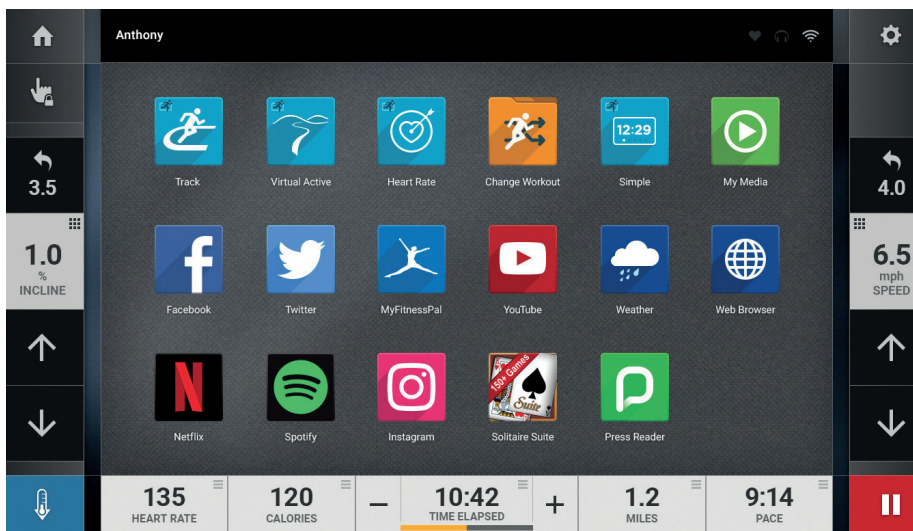 Anthony
3.5
1.0
%
INCLINE
4.0
6.5
mph
SPEED
12:29
Track
Virtual Active
Heart Rate
Change Workout
Simple
My Media
Facebook
Twitter
MyFitnessPal
YouTube
Weather
Web Browser
150+ Games
Suite
Netflix
Spotify
Instagram
Solitaire Suite
Press Reader
135
HEART RATE
120
CALORIES
10:42
TIME ELAPSED
1.2
MILES
9:14
PACE